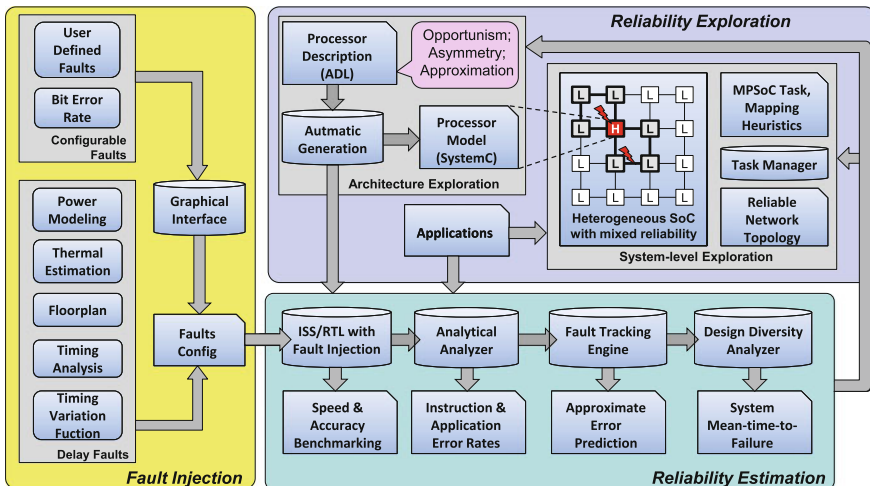 User
Defined
Faults
Bit Error
Rate
Configurable
Faults
Power
Modeling
Thermal
Estimation
Floorplan
Timing
Analysis
Timing
Variation
Fuction
Delay Faults
Graphical
Interface
Faults
Config
Fault Injection
Reliability Exploration
Processor
Description
(ADL)
Opportunism;
Asymmetry;
Approximation
Autmatic
Generation
Processor
Model
(SystemC)
Architecture Exploration
Applications
L L L L
L H L L
L L L L
L L L L
Heterogeneous SoC
with mixed reliability
MPSoC Task,
Mapping
Heuristics
Task Manager
Reliable
Network
Topology
System-level Exploration
ISS/RTL with
Fault Injection
Analytical
Analyzer
Fault Tracking
Engine
Design Diversity
Analyzer
Speed &
Accuracy
Benchmarking
Instruction &
Application
Error Rates
Approximate
Error
Prediction
System
Mean-time-to-
Failure
Reliability Estimation